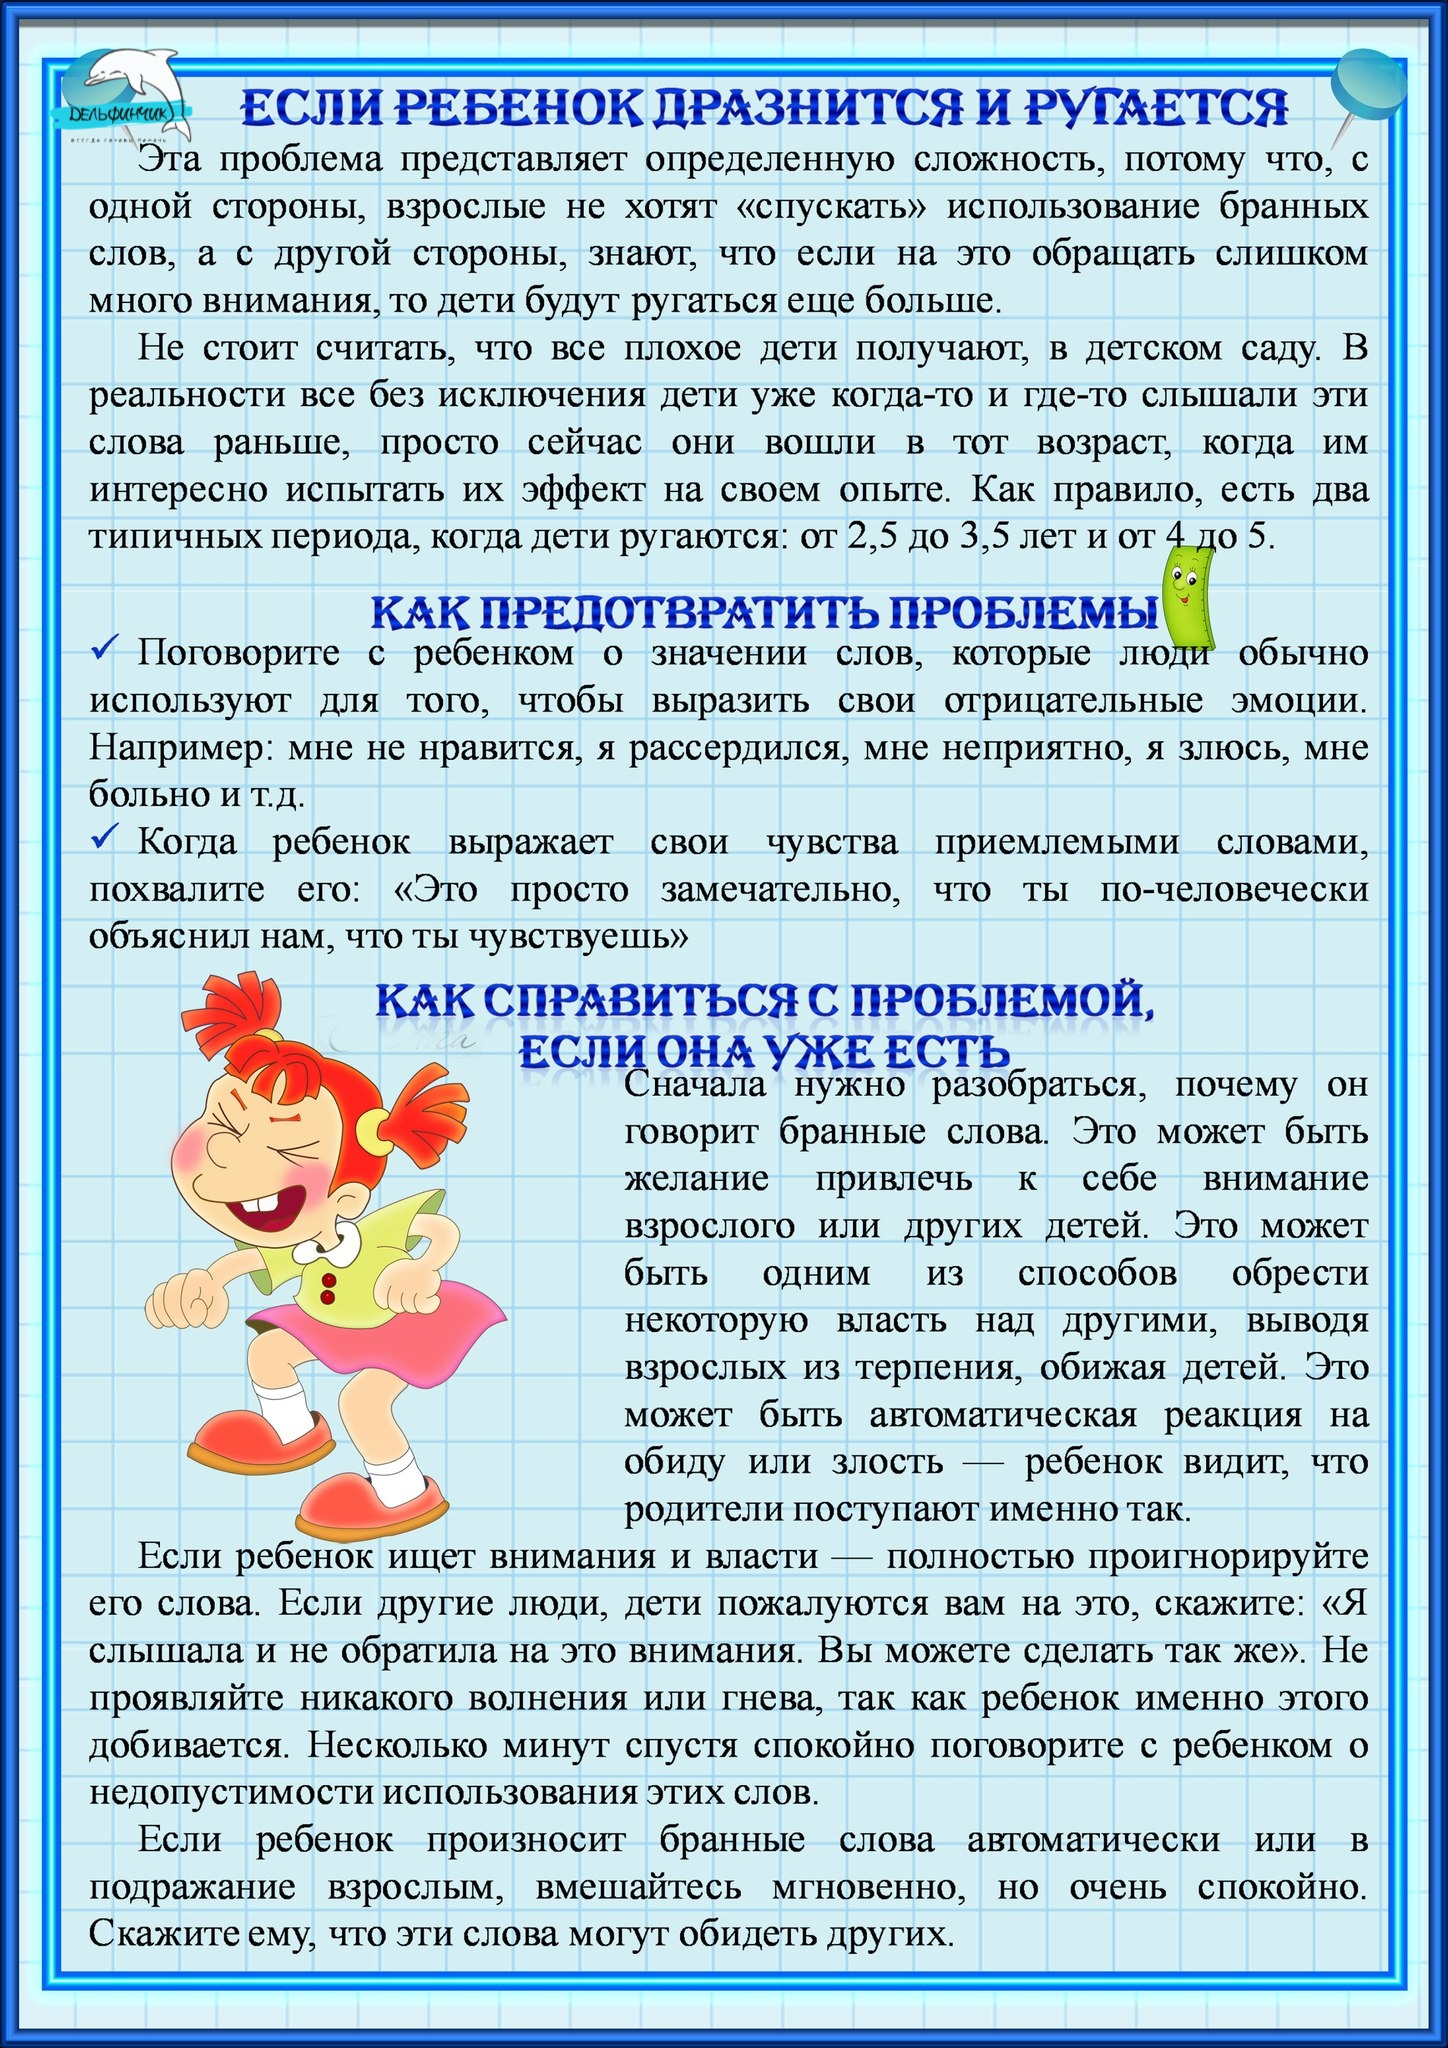 ДЕЛЬФИНЧИК
ЕСЛИ РЕБЕНОК ДРАЗНИТСЯ И РУГАЕТСЯ
Эта проблема представляет определенную сложность, потому что, с
одной стороны, взрослые не хотят «спускать» использование бранных
слов, а с другой стороны, знают, что если на это обращать слишком
много внимания, то дети будут ругаться еще больше.
Не стоит считать, что все плохое дети получают, в детском саду. В
реальности все без исключения дети уже когда-то и где-то слышали эти
слова раньше, просто сейчас они вошли в тот возраст, когда им
интересно испытать их эффект на своем опыте. Как правило, есть два
типичных периода, когда дети ругаются: от 2,5 до 3,5 лет и от 4 до 5.
КАК ПРЕДОТВРАТИТЬ ПРОБЛЕМЫ
✓ Поговорите с ребенком о значении слов, которые люди обычно
используют для того, чтобы выразить свои отрицательные эмоции.
Например: мне не нравится, я рассердился, мне неприятно, я злюсь, мне
больно и т.д.
✓ Когда ребенок выражает свои чувства приемлемыми словами,
похвалите его: «Это просто замечательно, что ты по-человечески
объяснил нам, что ты чувствуешь»
КАК СПРАВИТЬСЯ С ПРОБЛЕМОЙ,
ЕСЛИ ОНА УЖЕ ЕСТЬ
Сначала нужно разобраться, почему он
говорит бранные слова. Это может быть
желание привлечь к себе внимание
взрослого или других детей. Это может
быть одним из способов обрести
некоторую власть над другими, выводя
взрослых из терпения, обижая детей. Это
может быть автоматическая реакция на
обиду или злость — ребенок видит, что
родители поступают именно так.
Если ребенок ищет внимания и власти — полностью проигнорируйте
его слова. Если другие люди, дети пожалуются вам на это, скажите: «Я
слышала и не обратила на это внимания. Вы можете сделать так же». Не
проявляйте никакого волнения или гнева, так как ребенок именно этого
добивается. Несколько минут спустя спокойно поговорите с ребенком о
недопустимости использования этих слов.
Если ребенок произносит бранные слова автоматически или в
подражание взрослым, вмешайтесь мгновенно, но очень спокойно.
Скажите ему, что эти слова могут обидеть других.